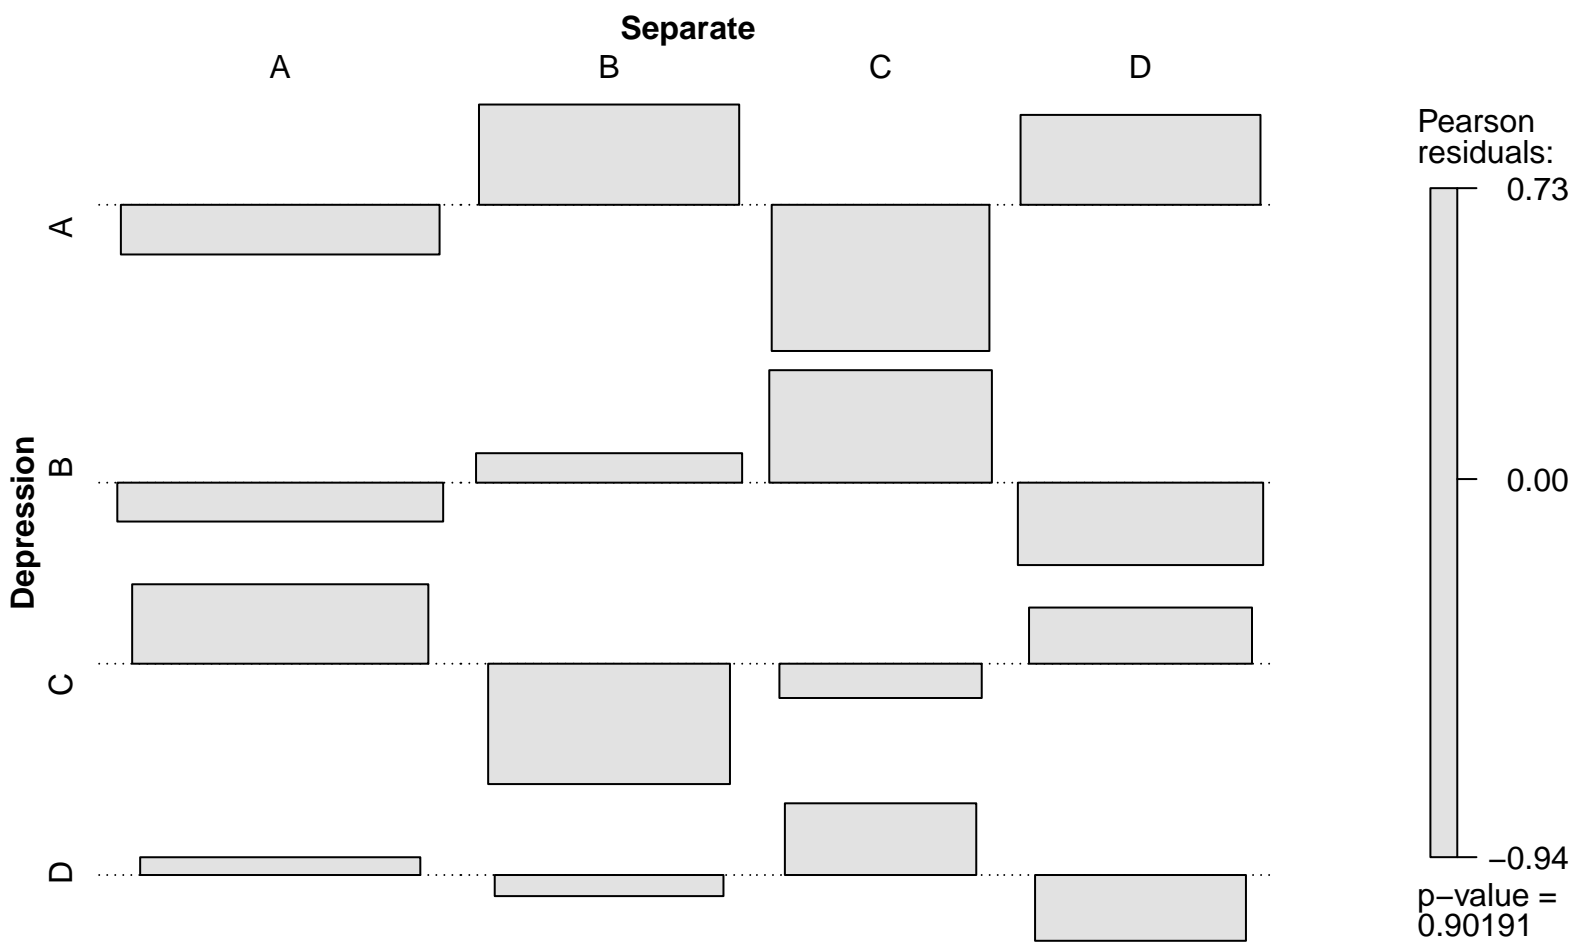 Separate
A B C D
Depression
A
B
C
D
Pearson
residuals:
0.73
0.00
−0.94
p−value =
0.90191